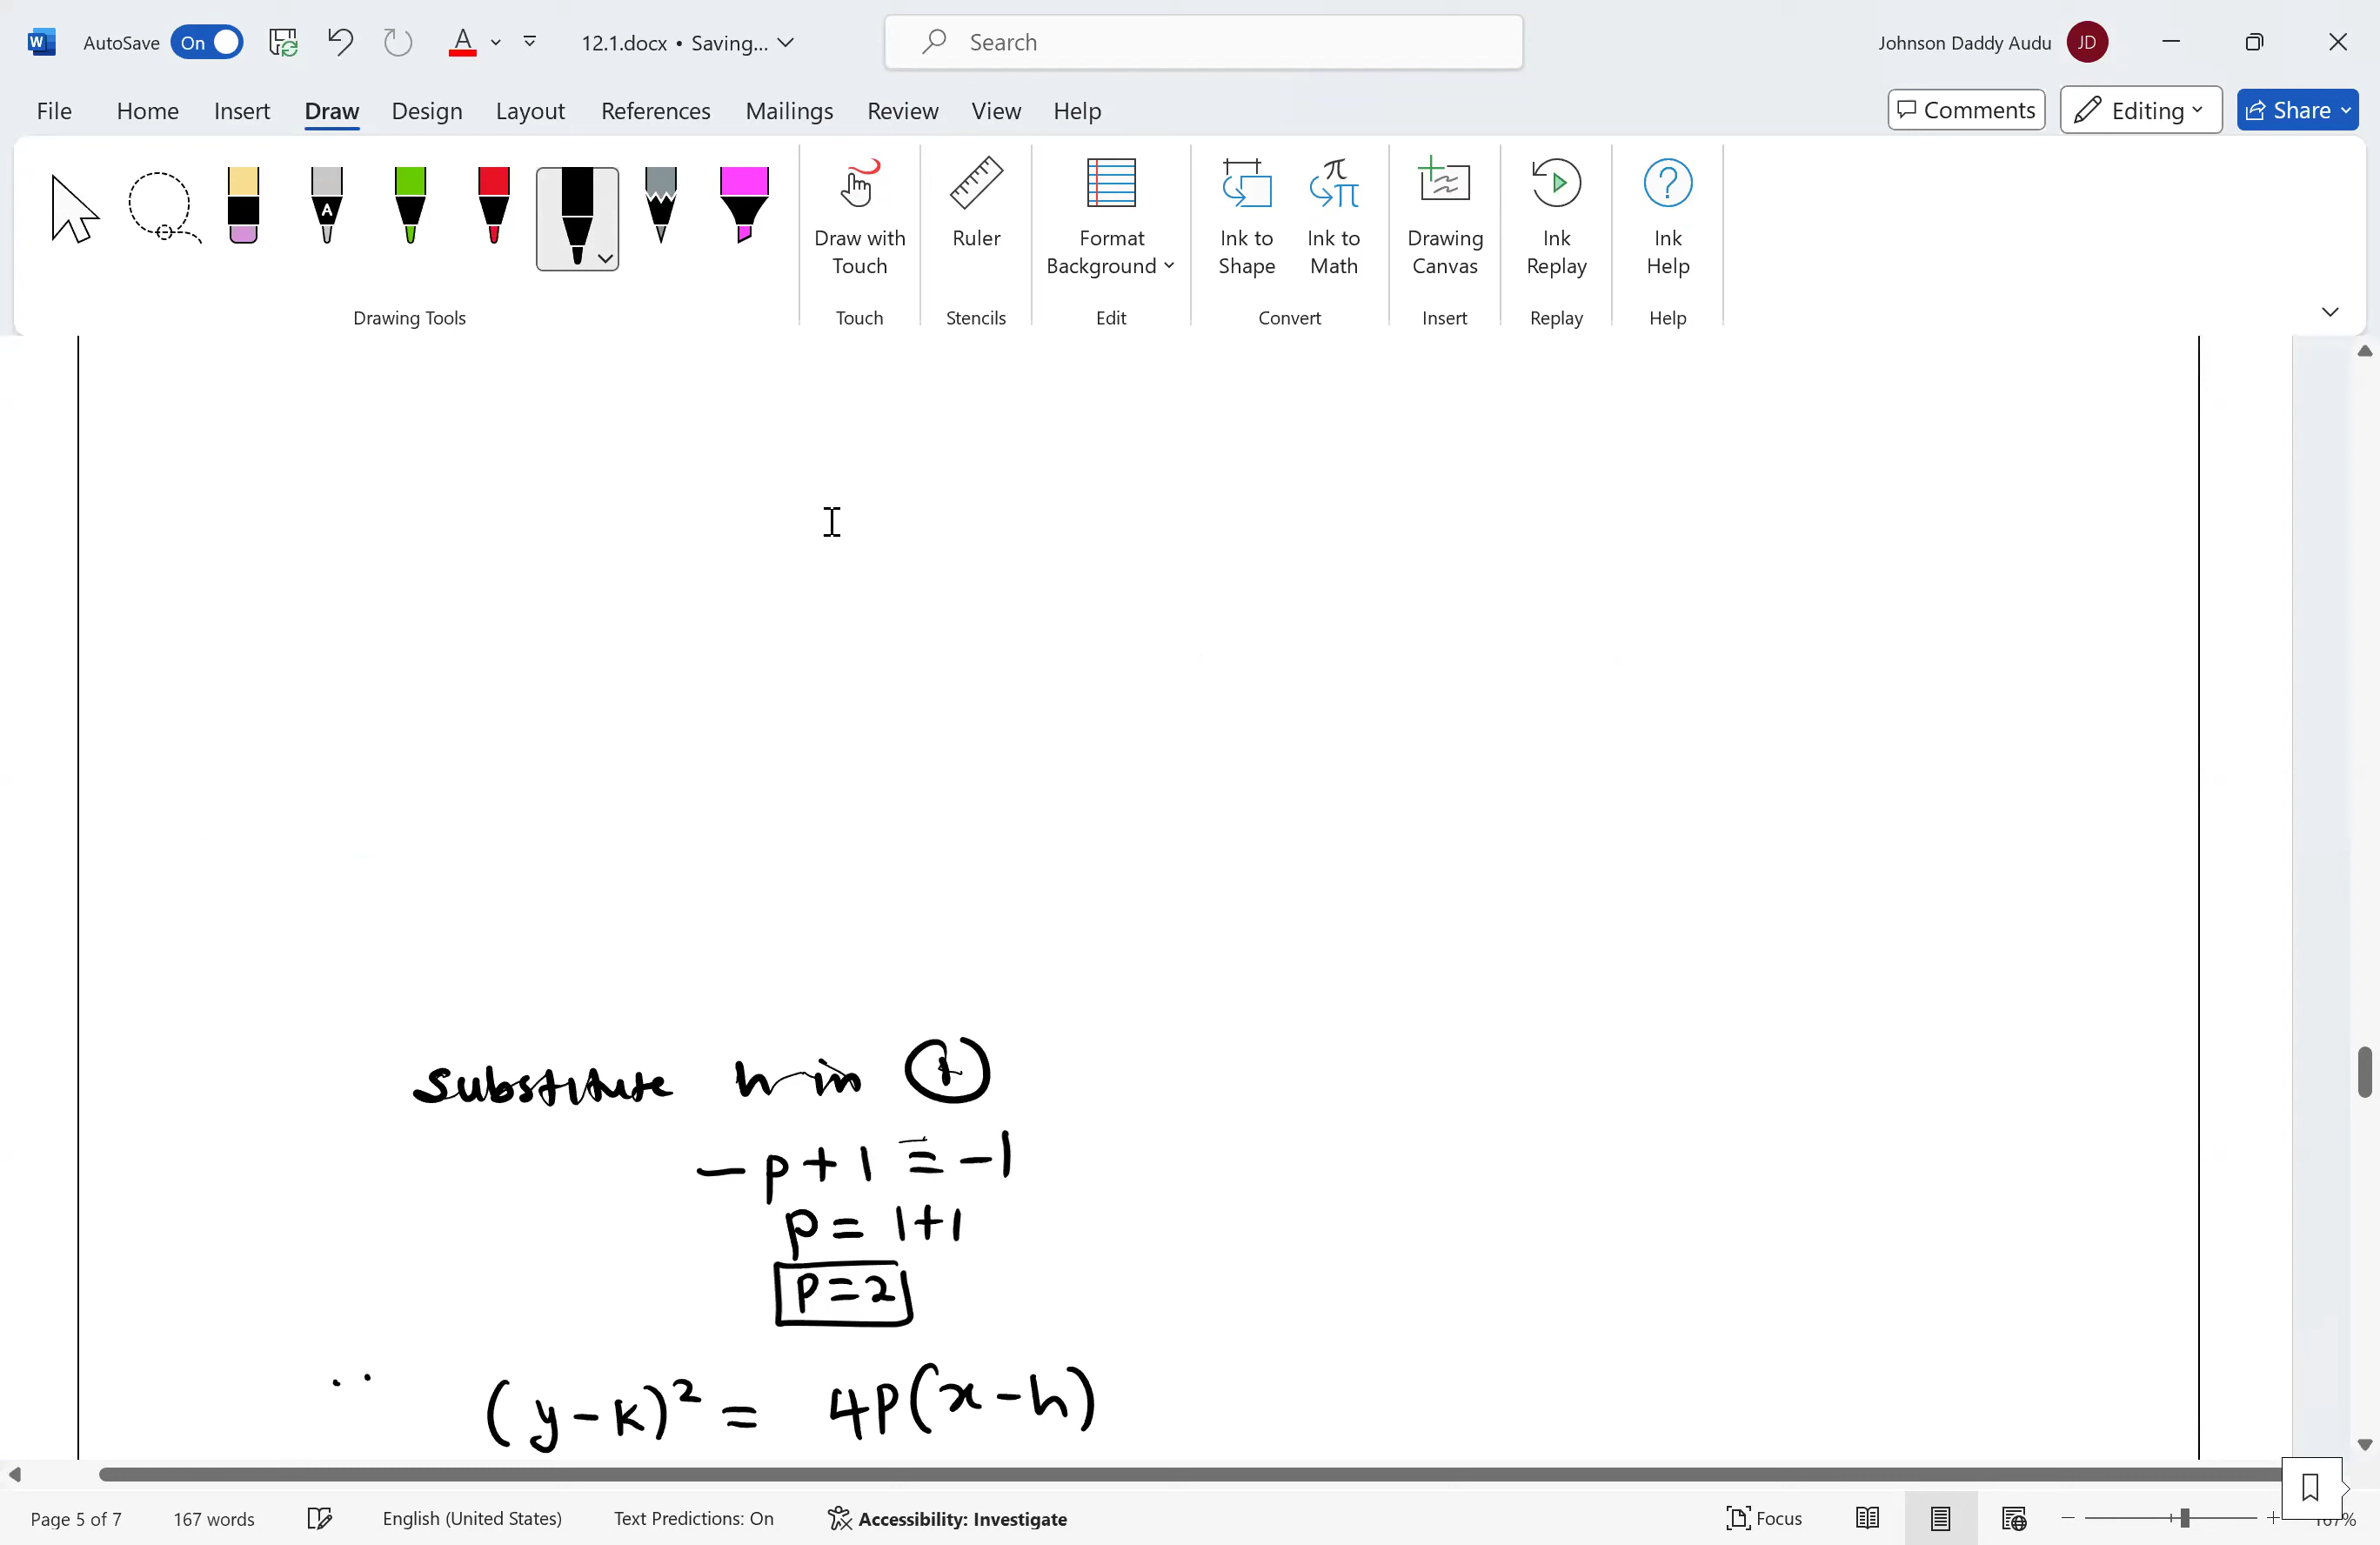 AutoSave On 12.1.docx • Saving... Search Johnson Daddy Audu JD
File Home Insert Draw Design Layout References Mailings Review View Help Comments Editing Share
Draw with Touch Ruler Format Background Ink to Shape Ink to Math Drawing Canvas Ink Replay Ink Help
Drawing Tools Touch Stencils Edit Convert Insert Replay Help
substitute h in ①
-p + 1 = -1
p = 1+1
p = 2
(y-k)² = 4p(x-h)
Page 5 of 7 167 words English (United States) Text Predictions: On Accessibility: Investigate Focus 167%